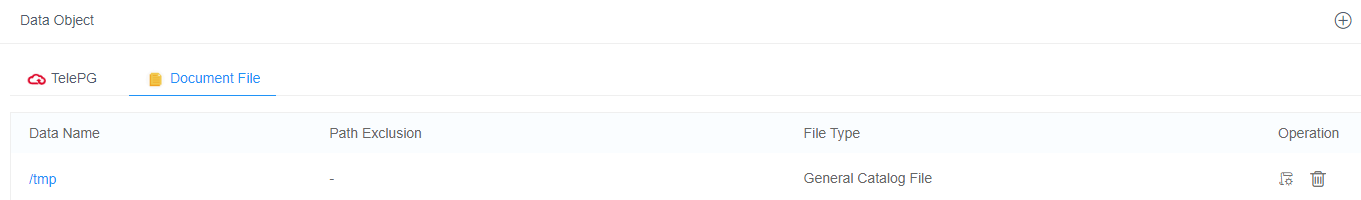 Data Object
TelePG Document File
Data Name Path Exclusion File Type Operation
/tmp - General Catalog File